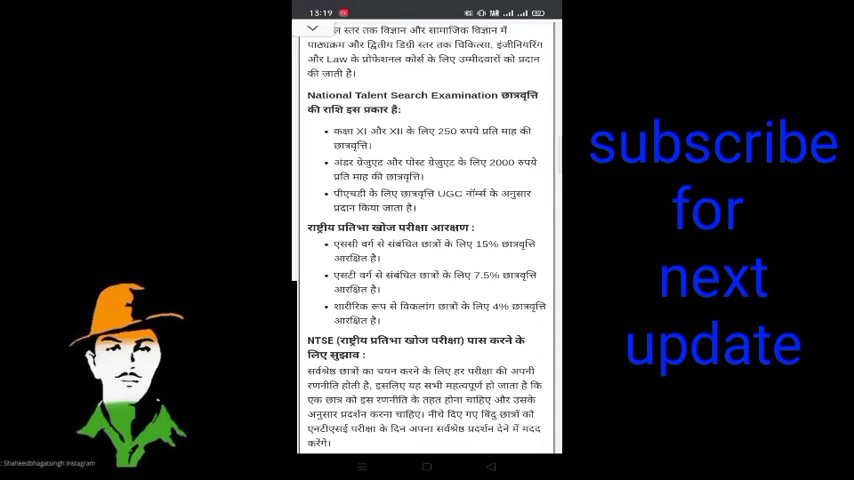 13:19
ल स्तर तक विज्ञान और सामाजिक विज्ञान में
पाठ्यक्रम और द्वितीय डिग्री स्तर तक चिकित्सा, इंजीनियरिंग
और Law के प्रोफेशनल कोर्स के लिए उम्मीदवारों को प्रदान
की जाती है।
National Talent Search Examination छात्रवृत्ति
की राशि इस प्रकार है:
• कक्षा XI और XII के लिए 250 रुपये प्रति माह की
छात्रवृत्ति।
• अंडर ग्रेजुएट और पोस्ट ग्रेजुएट के लिए 2000 रुपये
प्रति माह की छात्रवृत्ति।
• पीएचडी के लिए छात्रवृत्ति UGC नॉर्म्स के अनुसार
प्रदान किया जाता है।
राष्ट्रीय प्रतिभा खोज परीक्षा आरक्षण :
• एससी वर्ग से संबंधित छात्रों के लिए 15% छात्रवृत्ति
आरक्षित है।
• एसटी वर्ग से संबंधित छात्रों के लिए 7.5% छात्रवृत्ति
आरक्षित है।
• शारीरिक रूप से विकलांग छात्रों के लिए 4% छात्रवृत्ति
आरक्षित है।
NTSE (राष्ट्रीय प्रतिभा खोज परीक्षा) पास करने के
लिए सुझाव :
सर्वश्रेष्ठ छात्रों का चयन करने के लिए हर परीक्षा की अपनी
रणनीति होती है, इसलिए यह सभी महत्वपूर्ण हो जाता है कि
एक छात्र को इस रणनीति के तहत होना चाहिए और उसके
अनुसार प्रदर्शन करना चाहिए। नीचे दिए गए बिंदु छात्रों को
एनटीएसई परीक्षा के दिन अपना सर्वश्रेष्ठ प्रदर्शन देने में मदद
करेंगे।
subscribe
for
next
update
: Shaheedbhagatsingh Instagram